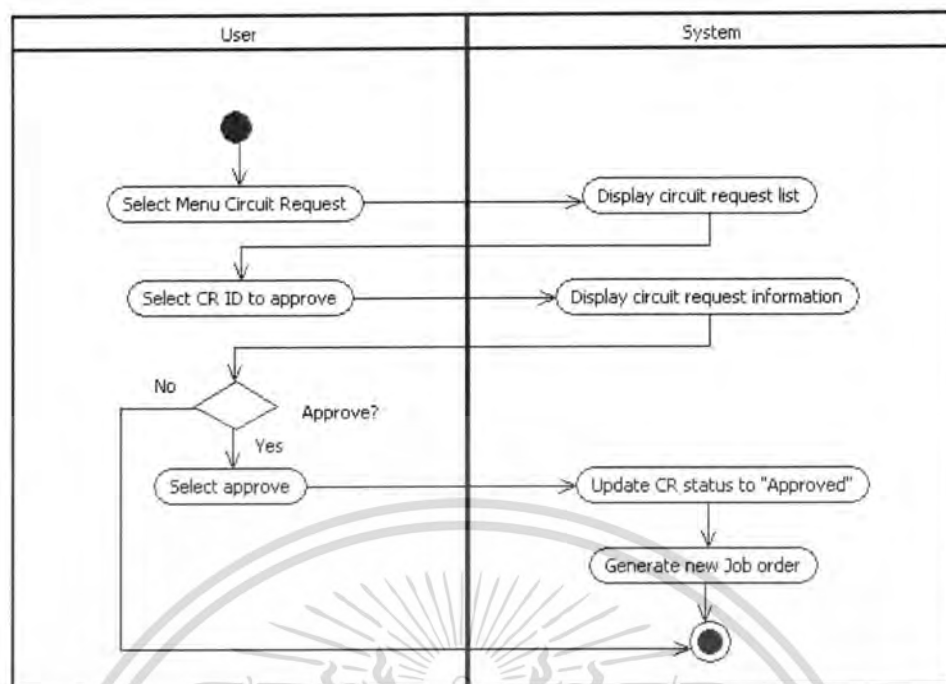 User
System
Select Menu Circuit Request
Display circuit request list
Select CR ID to approve
Display circuit request information
No
Approve?
Yes
Select approve
Update CR status to "Approved"
Generate new Job order